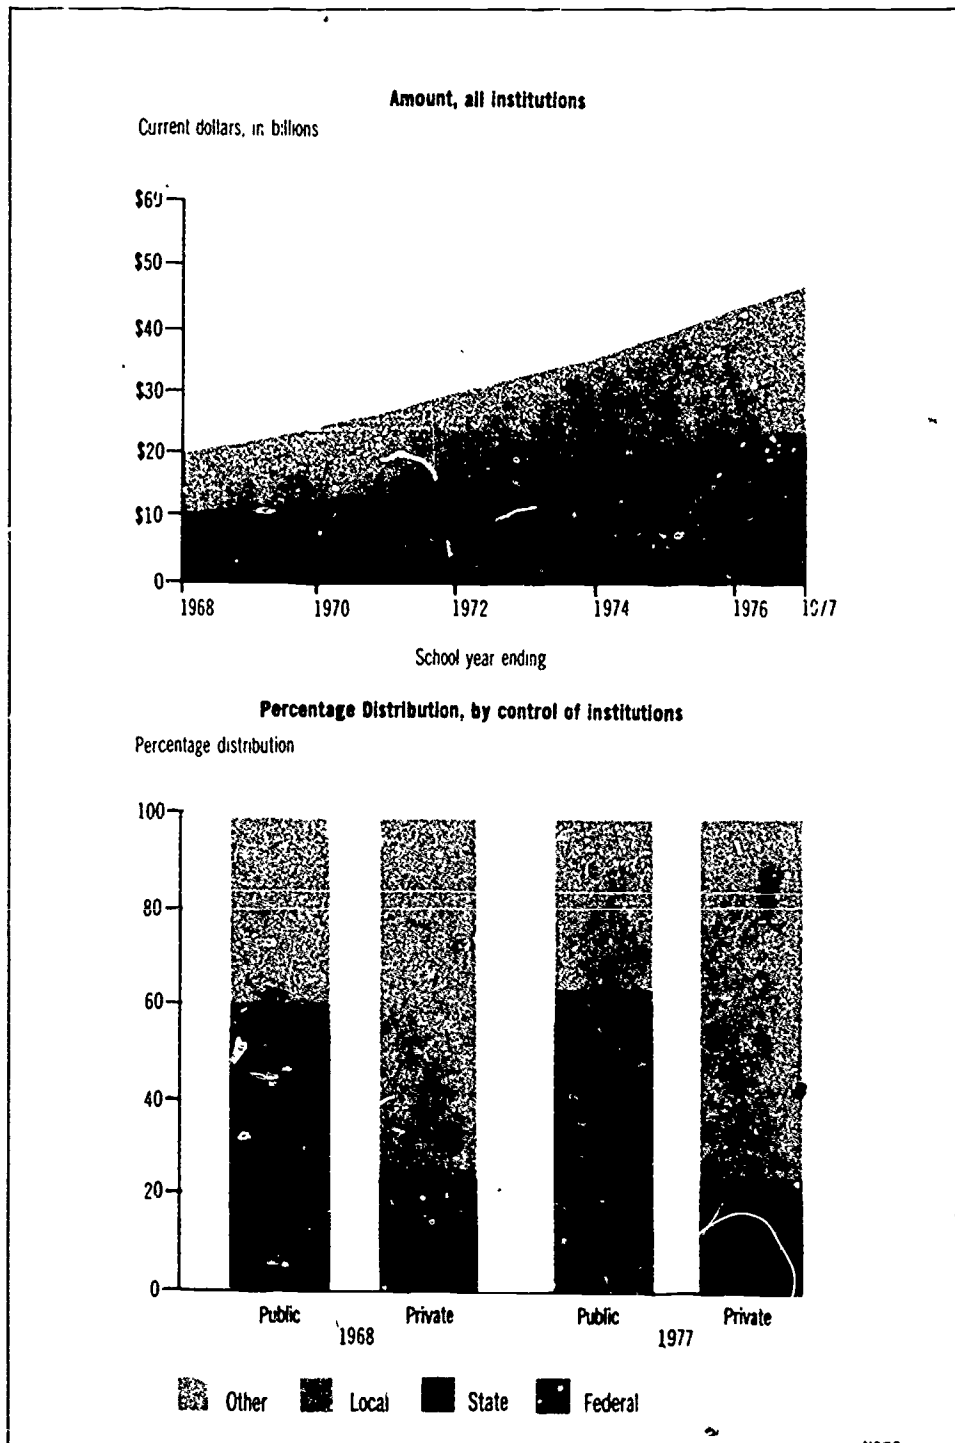 Amount, all institutions
Current dollars, in billions
$60
$50
$40
$30
$20
$10
0
1968 1970 1972 1974 1976 1977
School year ending
Percentage Distribution, by control of institutions
Percentage distribution
100
80
60
40
20
0
Public Private Public Private
1968 1977
Other Local State Federal